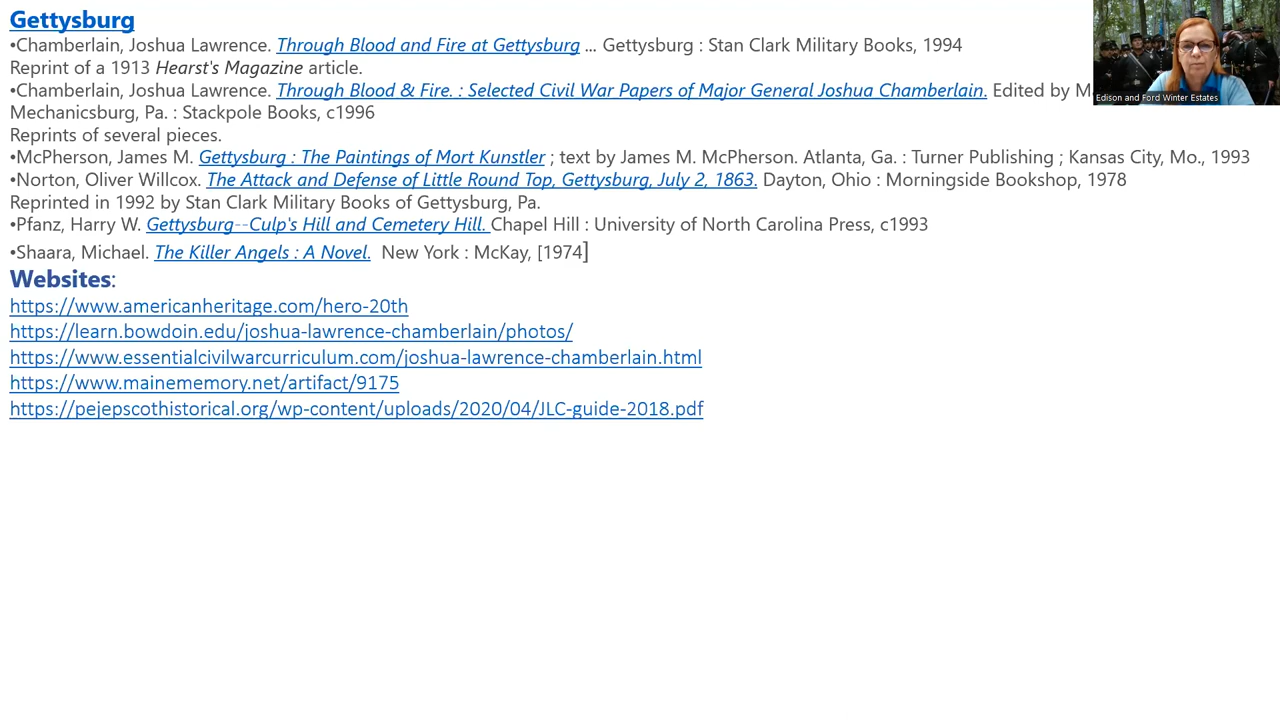 Gettysburg
•Chamberlain, Joshua Lawrence. Through Blood and Fire at Gettysburg ... Gettysburg : Stan Clark Military Books, 1994
Reprint of a 1913 Hearst's Magazine article.
•Chamberlain, Joshua Lawrence. Through Blood & Fire. : Selected Civil War Papers of Major General Joshua Chamberlain. Edited by M
Mechanicsburg, Pa. : Stackpole Books, c1996
Reprints of several pieces.
•McPherson, James M. Gettysburg : The Paintings of Mort Kunstler ; text by James M. McPherson. Atlanta, Ga. : Turner Publishing ; Kansas City, Mo., 1993
•Norton, Oliver Willcox. The Attack and Defense of Little Round Top, Gettysburg, July 2, 1863. Dayton, Ohio : Morningside Bookshop, 1978
Reprinted in 1992 by Stan Clark Military Books of Gettysburg, Pa.
•Pfanz, Harry W. Gettysburg--Culp's Hill and Cemetery Hill. Chapel Hill : University of North Carolina Press, c1993
•Shaara, Michael. The Killer Angels : A Novel. New York : McKay, [1974]
Websites:
https://www.americanheritage.com/hero-20th
https://learn.bowdoin.edu/joshua-lawrence-chamberlain/photos/
https://www.essentialcivilwarcurriculum.com/joshua-lawrence-chamberlain.html
https://www.mainememory.net/artifact/9175
https://pejepscothistorical.org/wp-content/uploads/2020/04/JLC-guide-2018.pdf
Edison and Ford Winter Estates